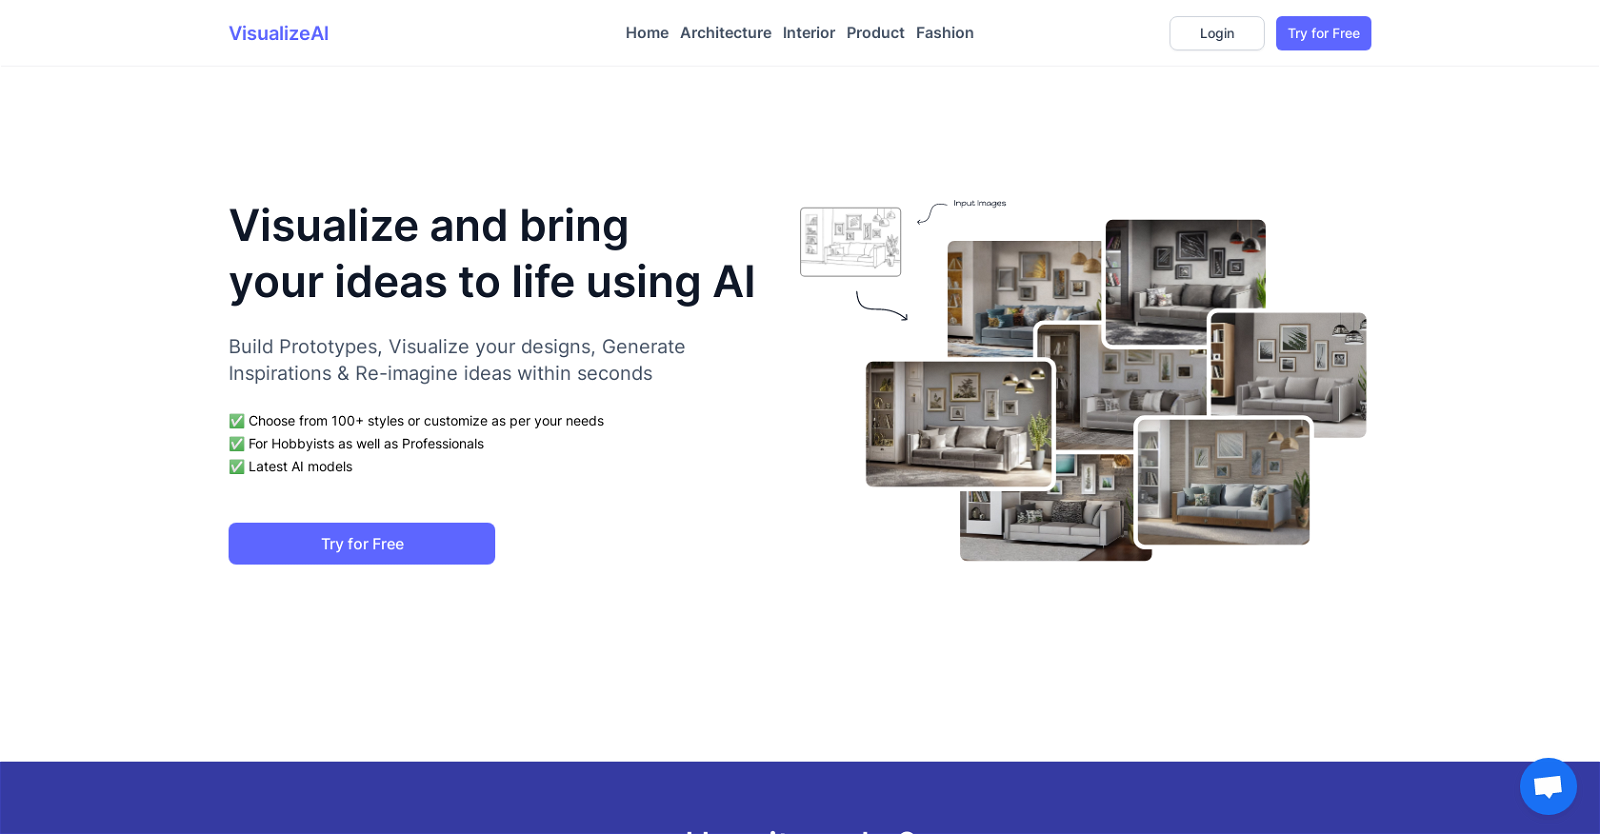 VisualizeAI
Home Architecture Interior Product Fashion
Login
Try for Free
Visualize and bring
your ideas to life using AI
Build Prototypes, Visualize your designs, Generate
Inspirations & Re-imagine ideas within seconds
✅ Choose from 100+ styles or customize as per your needs
✅ For Hobbyists as well as Professionals
✅ Latest AI models
Try for Free
Input Images